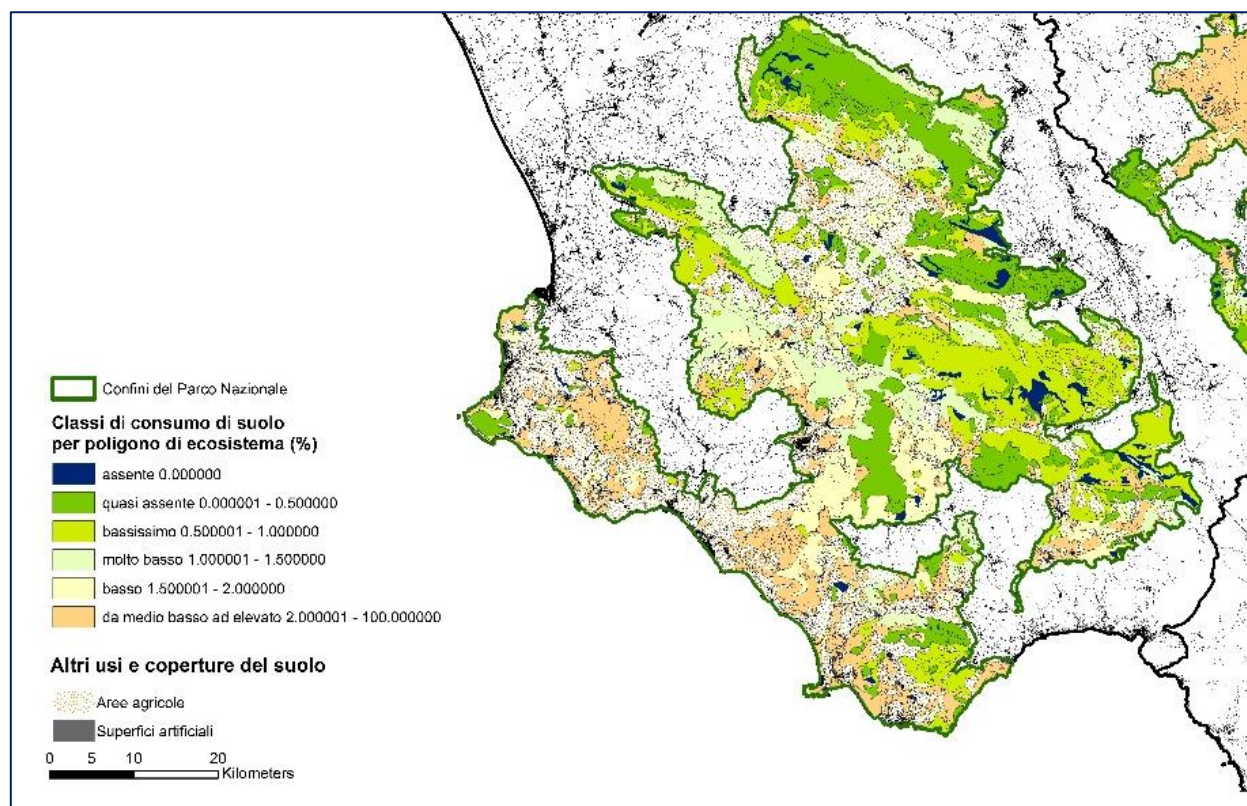 Confini del Parco Nazionale
Classi di consumo di suolo
per poligono di ecosistema (%)
assente 0.000000
quasi assente 0.000001 - 0.500000
bassissimo 0.500001 - 1.000000
molto basso 1.000001 - 1.500000
basso 1.500001 - 2.000000
da medio basso ad elevato 2.000001 - 100.000000
Altri usi e coperture del suolo
Aree agricole
Superfici artificiali
0 5 10 20
Kilometers